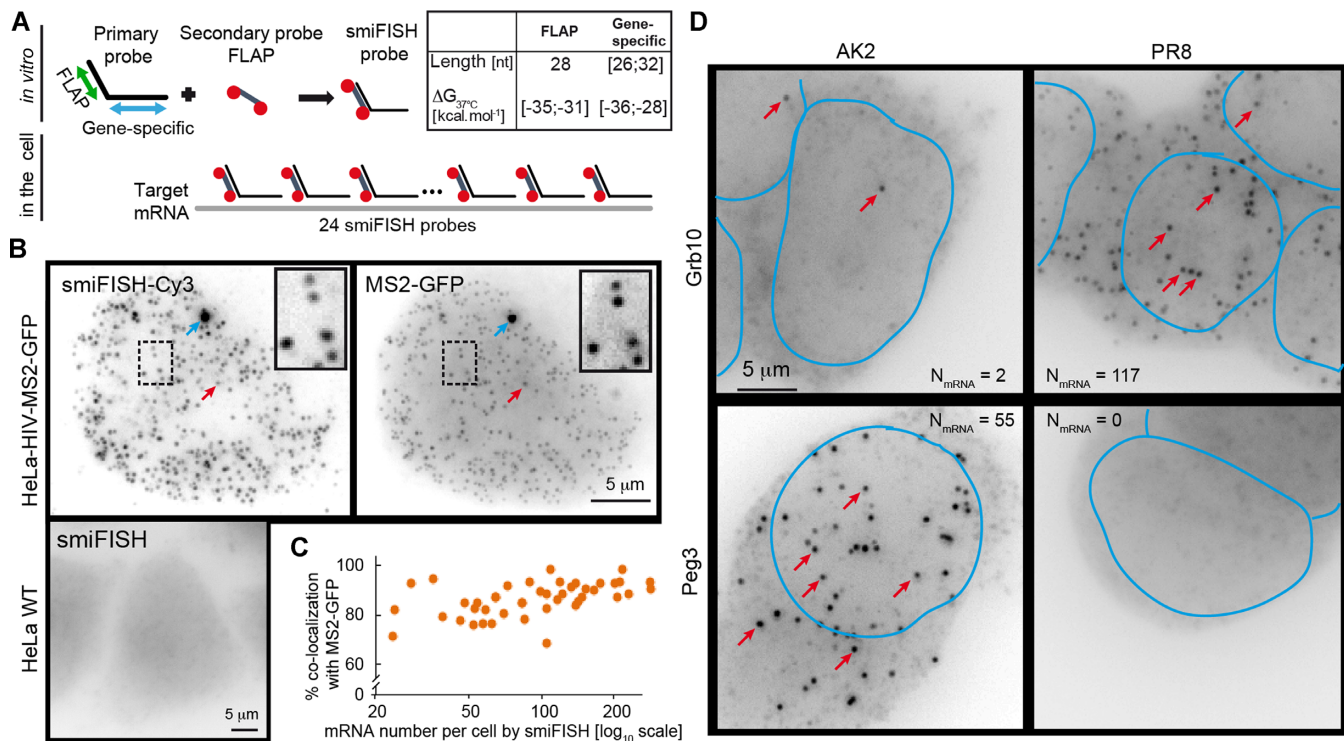 A
in vitro
Primary
probe
FLAP
Gene-specific
Secondary probe
FLAP
smiFISH
probe
FLAP Gene-
specific
Length [nt] 28 [26;32]
ΔG37°C
[kcal.mol-1] [-35;-31] [-36;-28]
in the cell
Target
mRNA
24 smiFISH probes
B
HeLa-HIV-MS2-GFP
smiFISH-Cy3
MS2-GFP
5 μm
HeLa WT
smiFISH
5 μm
C
% co-localization
with MS2-GFP
100
80
60
0
20 50 100 200
mRNA number per cell by smiFISH [log10 scale]
D
AK2 PR8
Grb10
5 μm
NmRNA = 2
NmRNA = 117
Peg3
NmRNA = 55
NmRNA = 0